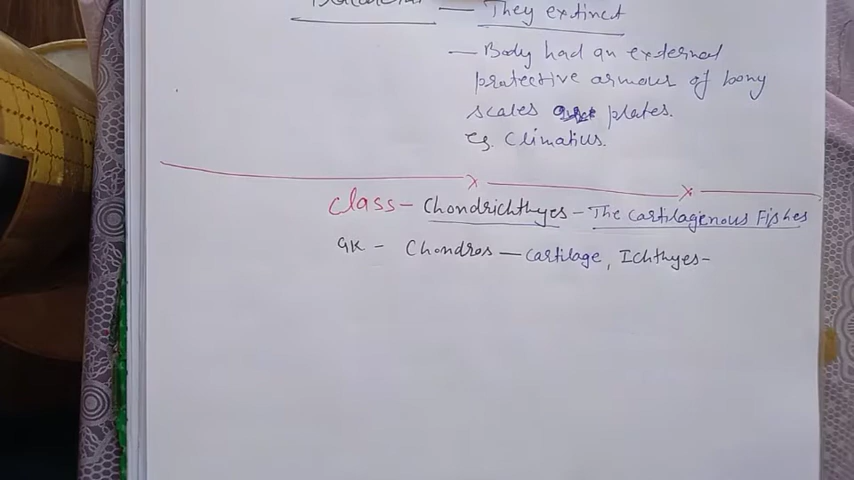 — They extinct
— Body had an external
protective armour of bony
scales plates.
eg. Climatius.
Class - Chondrichthyes - The Cartilagenous Fishes
GK - Chondros — cartilage, Ichthyes-